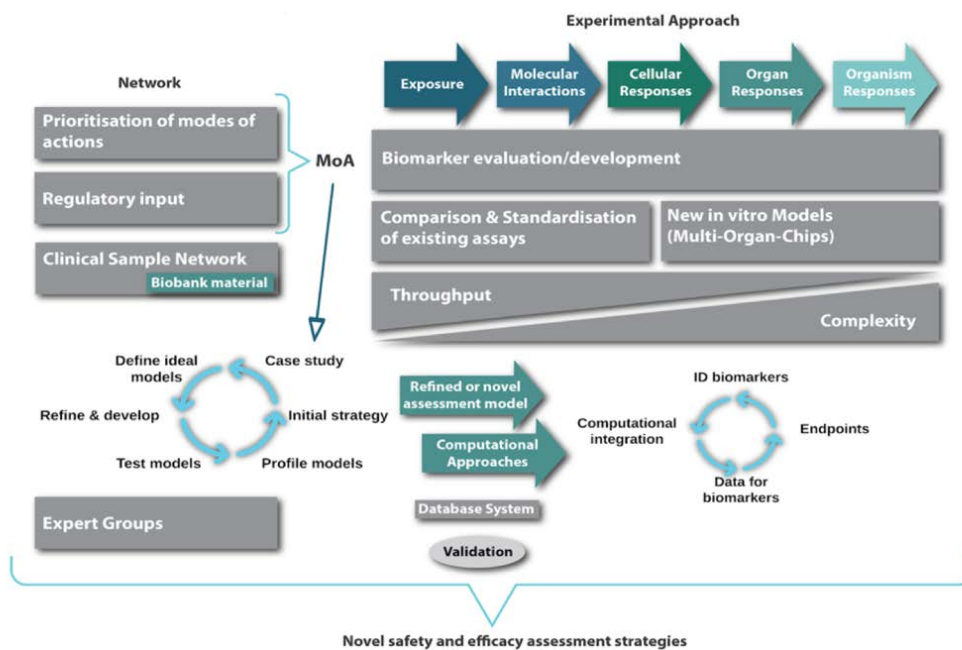 Experimental Approach
Network
Exposure
Molecular
Interactions
Cellular
Responses
Organ
Responses
Organism
Responses
Prioritisation of modes of
actions
Regulatory input
MoA
Clinical Sample Network
Biobank material
Biomarker evaluation/development
Comparison & Standardisation
of existing assays
New in vitro Models
(Multi-Organ-Chips)
Throughput
Complexity
Define ideal
models
Case study
Refine & develop
Initial strategy
Test models
Profile models
Refined or novel
assessment model
Computational
Approaches
Database System
Validation
ID biomarkers
Computational
integration
Endpoints
Data for
biomarkers
Expert Groups
Novel safety and efficacy assessment strategies